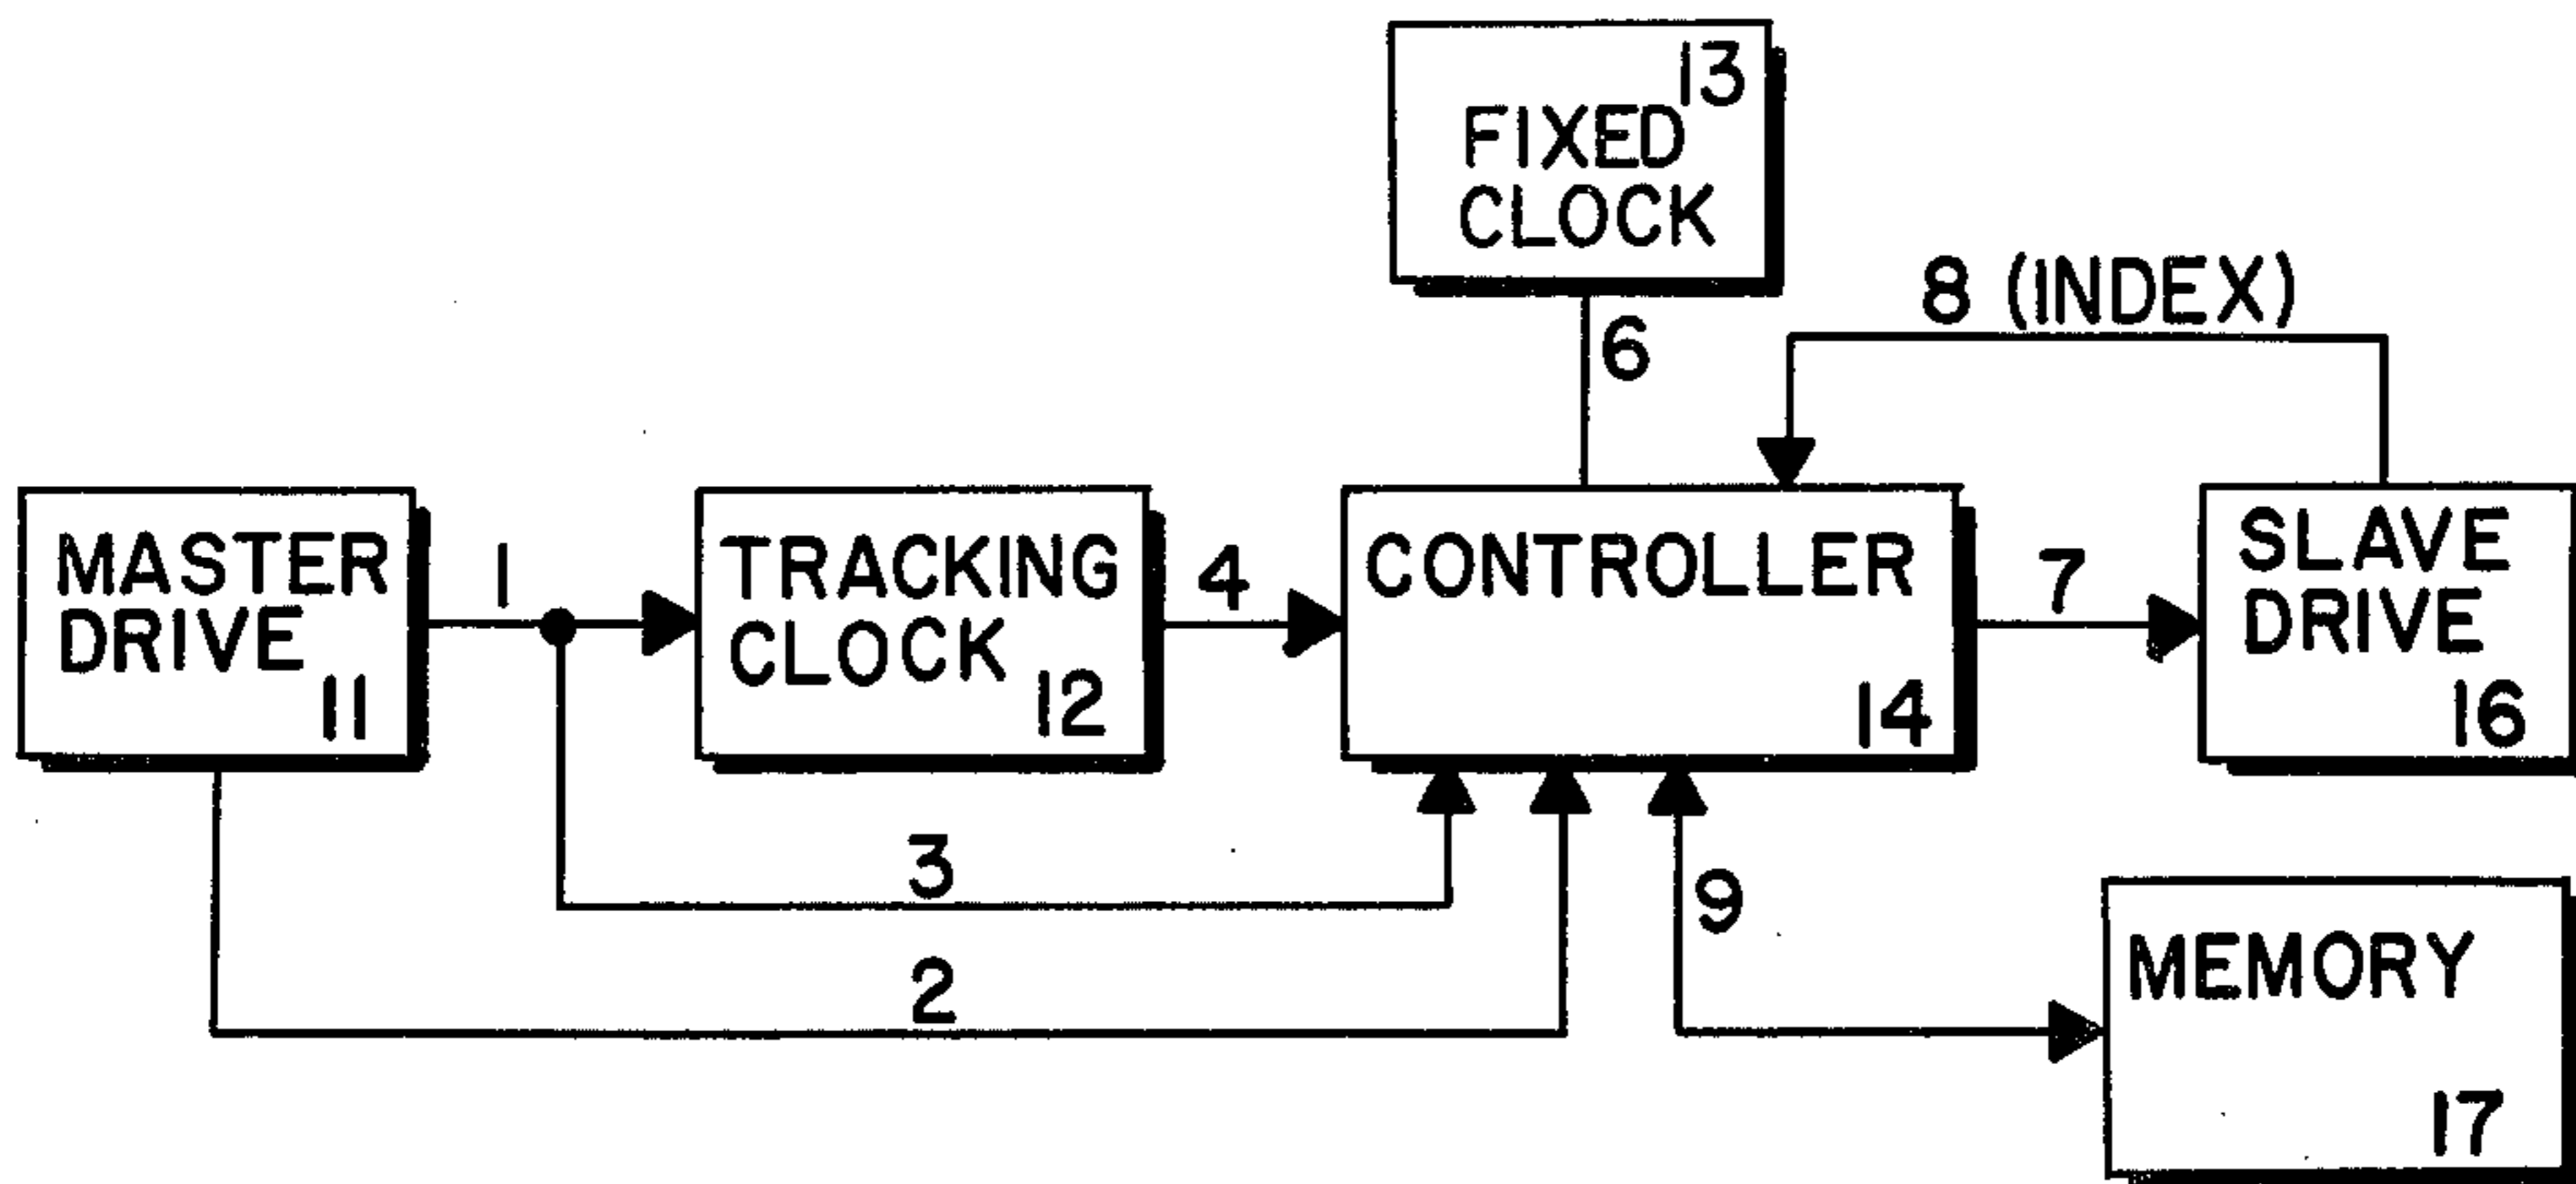 13
FIXED
CLOCK
8 (INDEX)
6
MASTER
DRIVE
11
1
TRACKING
CLOCK
12
4
CONTROLLER
14
7
SLAVE
DRIVE
16
3
2
9
MEMORY
17